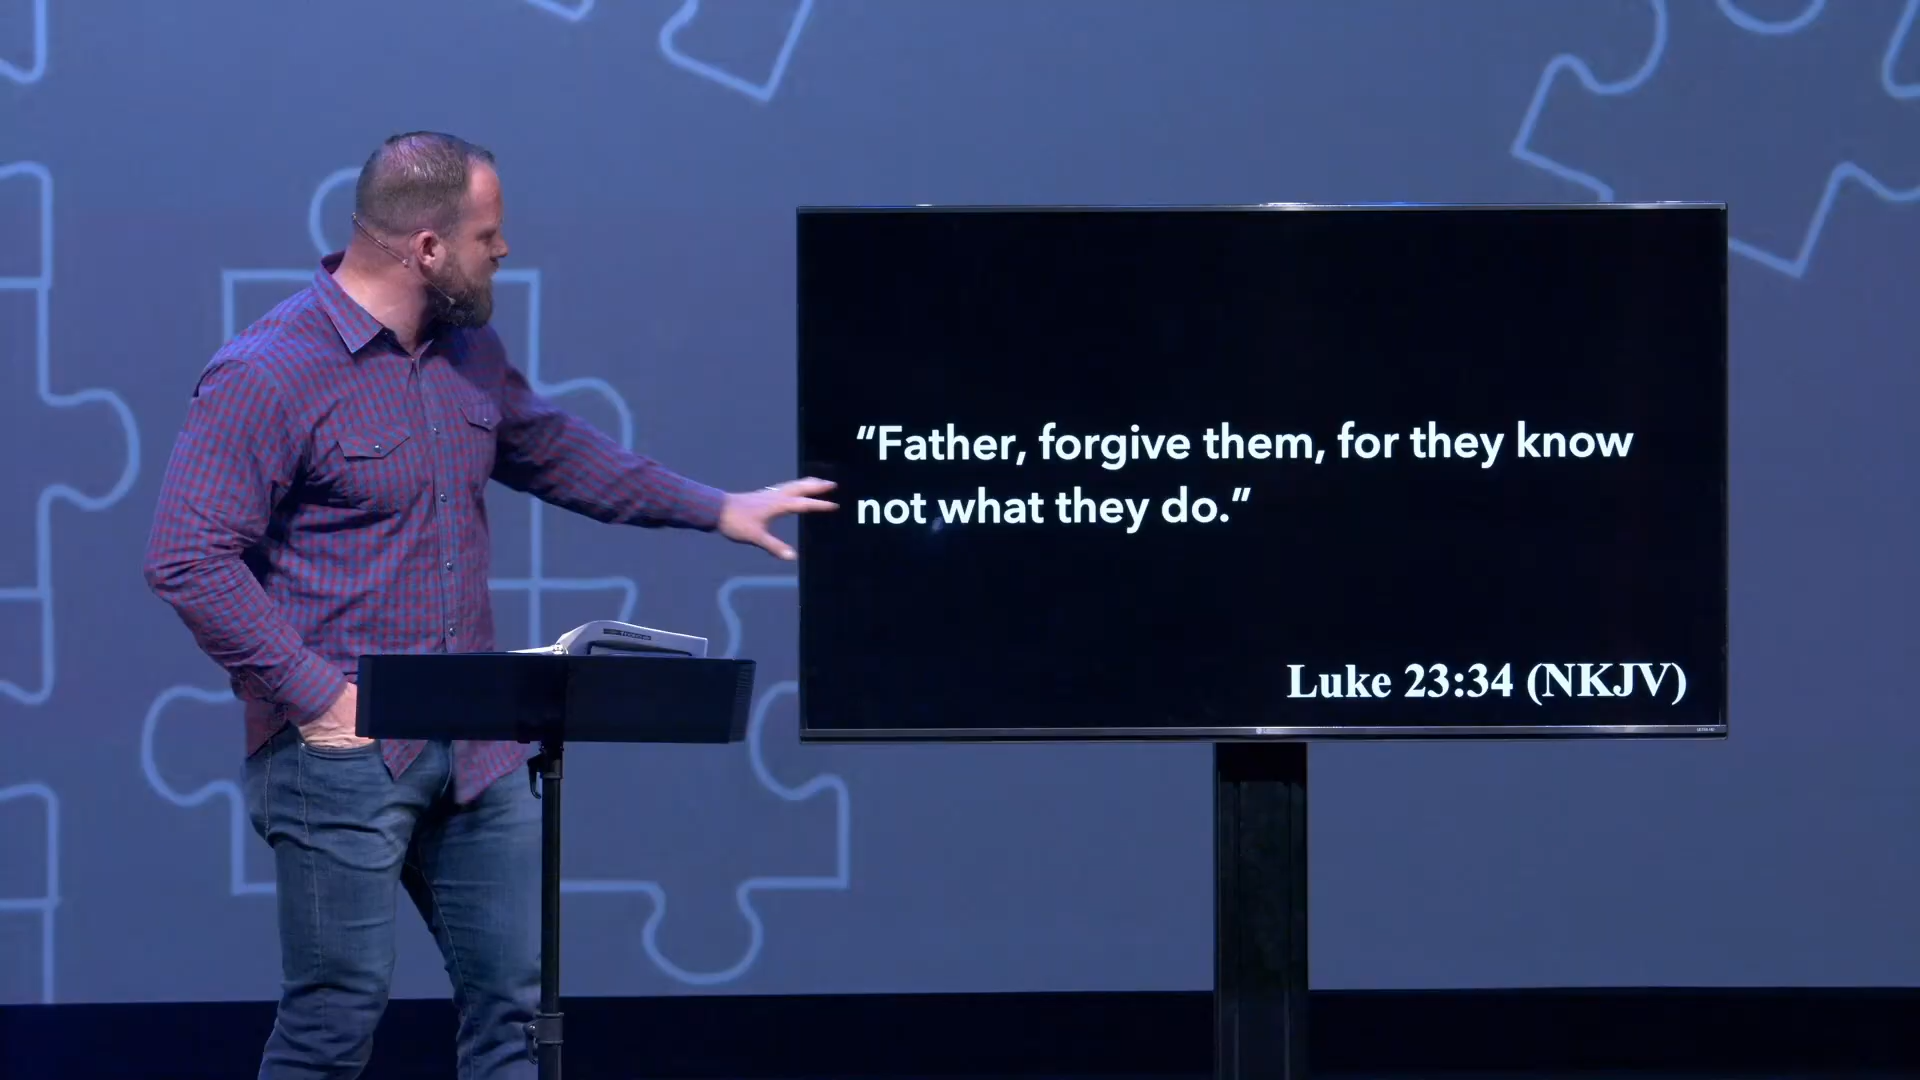 “Father, forgive them, for they know
not what they do.”
Luke 23:34 (NKJV)